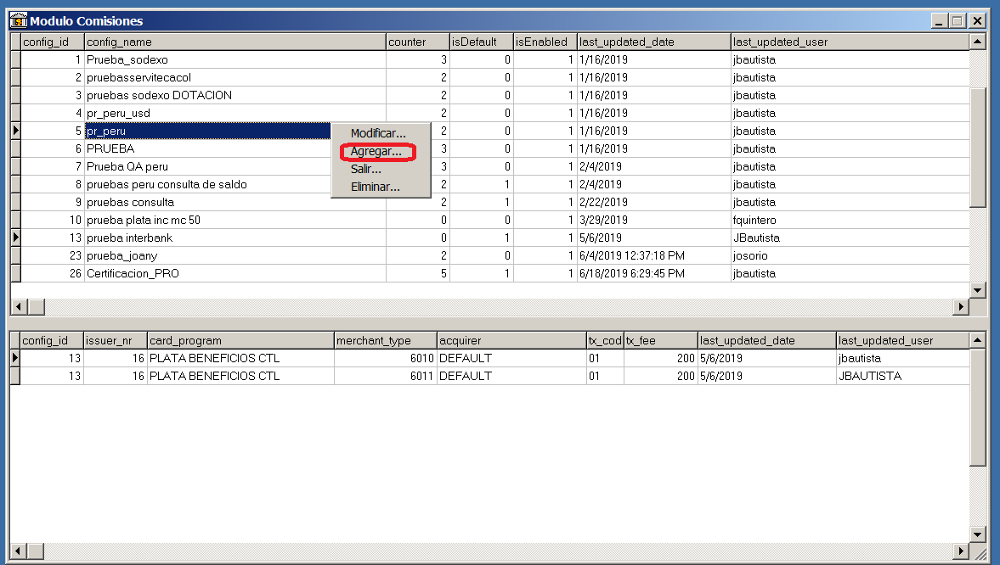 Modulo Comisiones
config_id config_name counter isDefault isEnabled last_updated_date last_updated_user
1 Prueba_sodexo 3 0 1 1/16/2019 jbautista
2 pruebasservitecacol 2 0 1 1/16/2019 jbautista
3 pruebas sodexo DOTACION 2 0 1 1/16/2019 jbautista
4 pr_peru_usd 2 0 1 1/16/2019 jbautista
5 pr_peru Modificar... 2 0 1 1/16/2019 jbautista
6 PRUEBA Agregar... 3 0 1 1/16/2019 jbautista
7 Prueba QA peru Salir... 3 0 1 2/4/2019 jbautista
8 pruebas peru consulta de saldo Eliminar... 2 1 1 2/4/2019 jbautista
9 pruebas consulta 2 1 1 2/22/2019 jbautista
10 prueba plata inc mc 50 0 0 1 3/29/2019 fquintero
13 prueba interbank 0 1 1 5/6/2019 JBautista
23 prueba_joany 2 0 1 6/4/2019 12:37:18 PM josorio
26 Certificacion_PRO 5 1 1 6/18/2019 6:29:45 PM jbautista
config_id issuer_nr card_program merchant_type acquirer tx_cod tx_fee last_updated_date last_updated_user
13 16 PLATA BENEFICIOS CTL 6010 DEFAULT 01 200 5/6/2019 jbautista
13 16 PLATA BENEFICIOS CTL 6011 DEFAULT 01 200 5/6/2019 JBAUTISTA